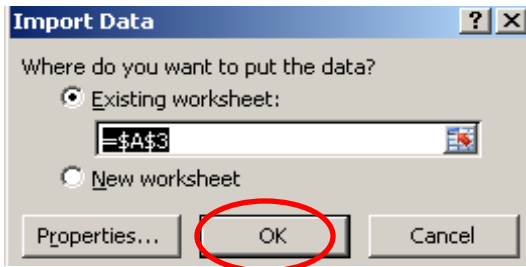 Import Data
Where do you want to put the data?
Existing worksheet:
=$A$3
New worksheet
Properties... OK Cancel